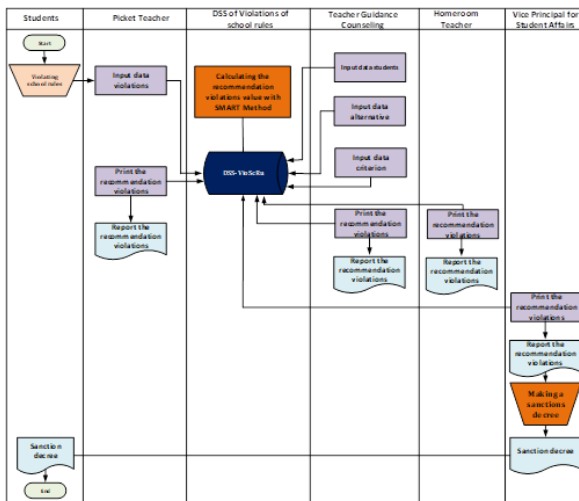 Students
Picket Teacher
DSS of Violations of
school rules
Teacher Guidance
Counseling
Homeroom
Teacher
Vice Principal for
Student Affairs
Start
Violating
school rules
Input data
violations
Calculating the
recommendation
violations value with
SMART Method
Input data students
Input data
alternative
Input data
criterion
DSS-VioScRu
Print the
recommendation
violations
Report the
recommendation
violations
Print the
recommendation
violations
Report the
recommendation
violations
Print the
recommendation
violations
Report the
recommendation
violations
Print the
recommendation
violations
Report the
recommendation
violations
Making a
sanctions
decree
Sanction
decree
Sanction decree
End